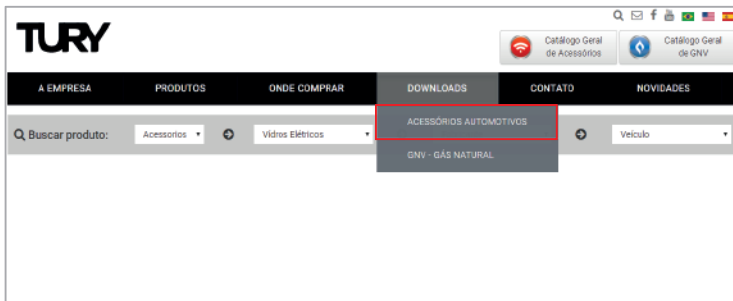 TURY
Catálogo Geral
de Acessórios
Catálogo Geral
de GNV
A EMPRESA PRODUTOS ONDE COMPRAR DOWNLOADS CONTATO NOVIDADES
Buscar produto: Acessorios Vidros Elétricos Veículo
ACESSÓRIOS AUTOMOTIVOS
GNV - GÁS NATURAL